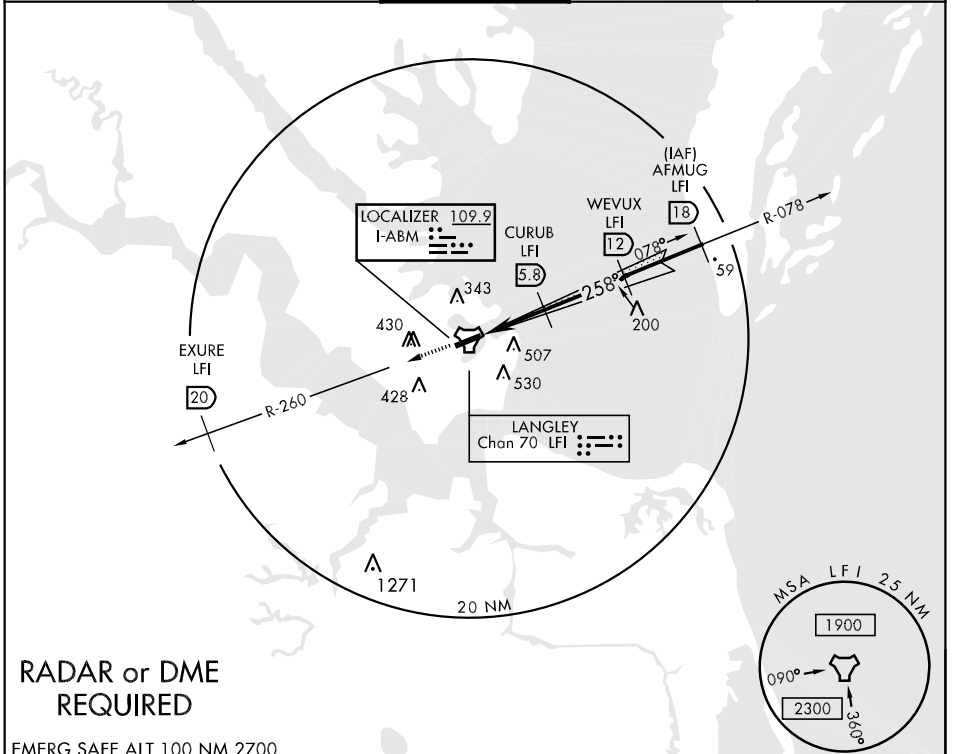 (IAF)
AFMUG
LFI
18
R-078
WEVUX
LFI
12
078°
59
LOCALIZER 109.9
I-ABM
CURUB
LFI
5.8
258°
200
343
430
507
530
428
EXURE
LFI
20
R-260
LANGLEY
Chan 70 LFI
1271
20 NM
MSA LFI 25 NM
1900
090°
2300
360°
RADAR or DME
REQUIRED
EMERG SAFE ALT 100 NM 2700